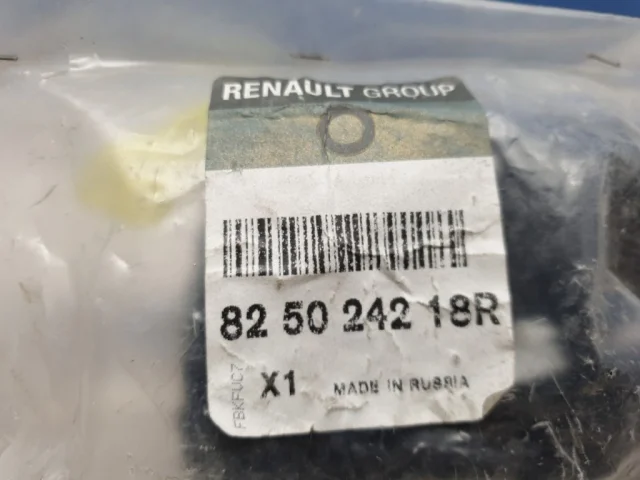 RENAULT GROUP
82 50 242 18R
X1 MADE IN RUSSIA
FBKFUC7